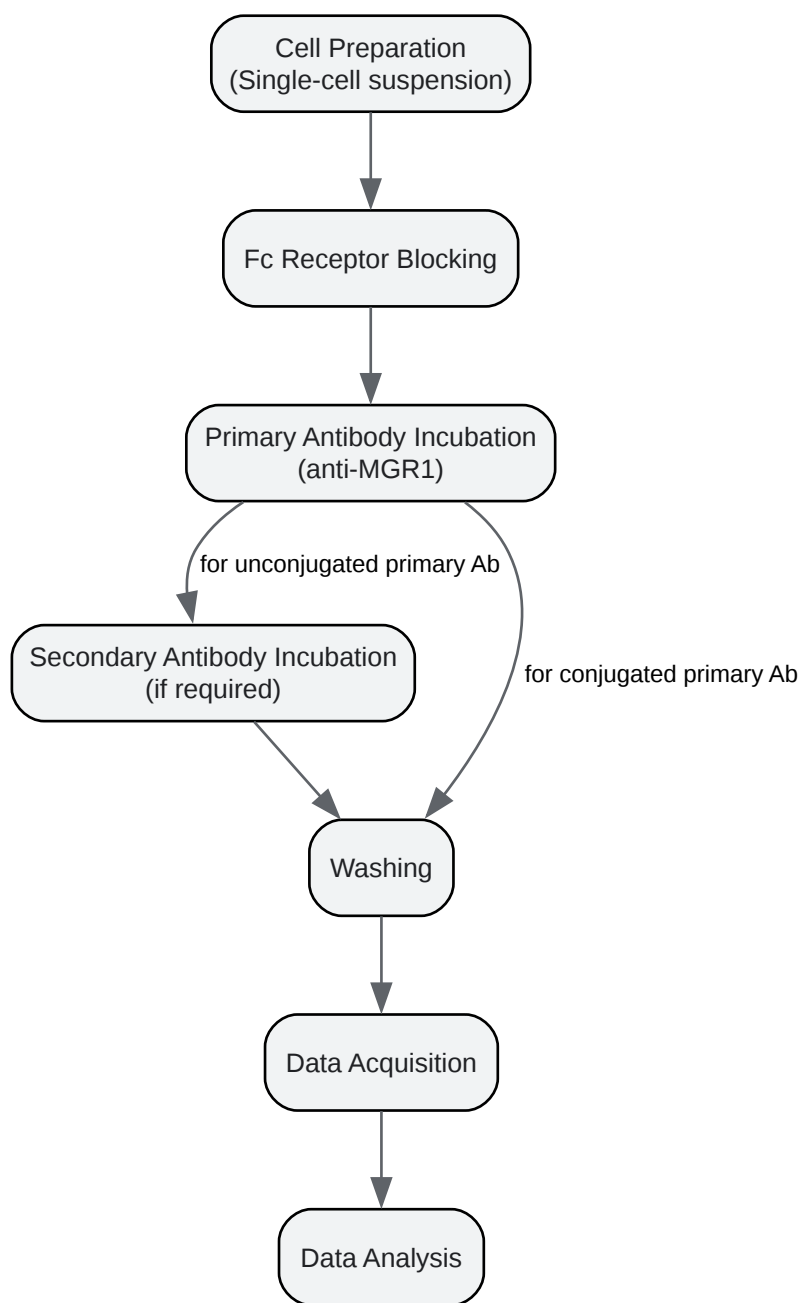 Cell Preparation
(Single-cell suspension)
Fc Receptor Blocking
Primary Antibody Incubation
(anti-MGR1)
for unconjugated primary Ab
Secondary Antibody Incubation
(if required)
for conjugated primary Ab
Washing
Data Acquisition
Data Analysis